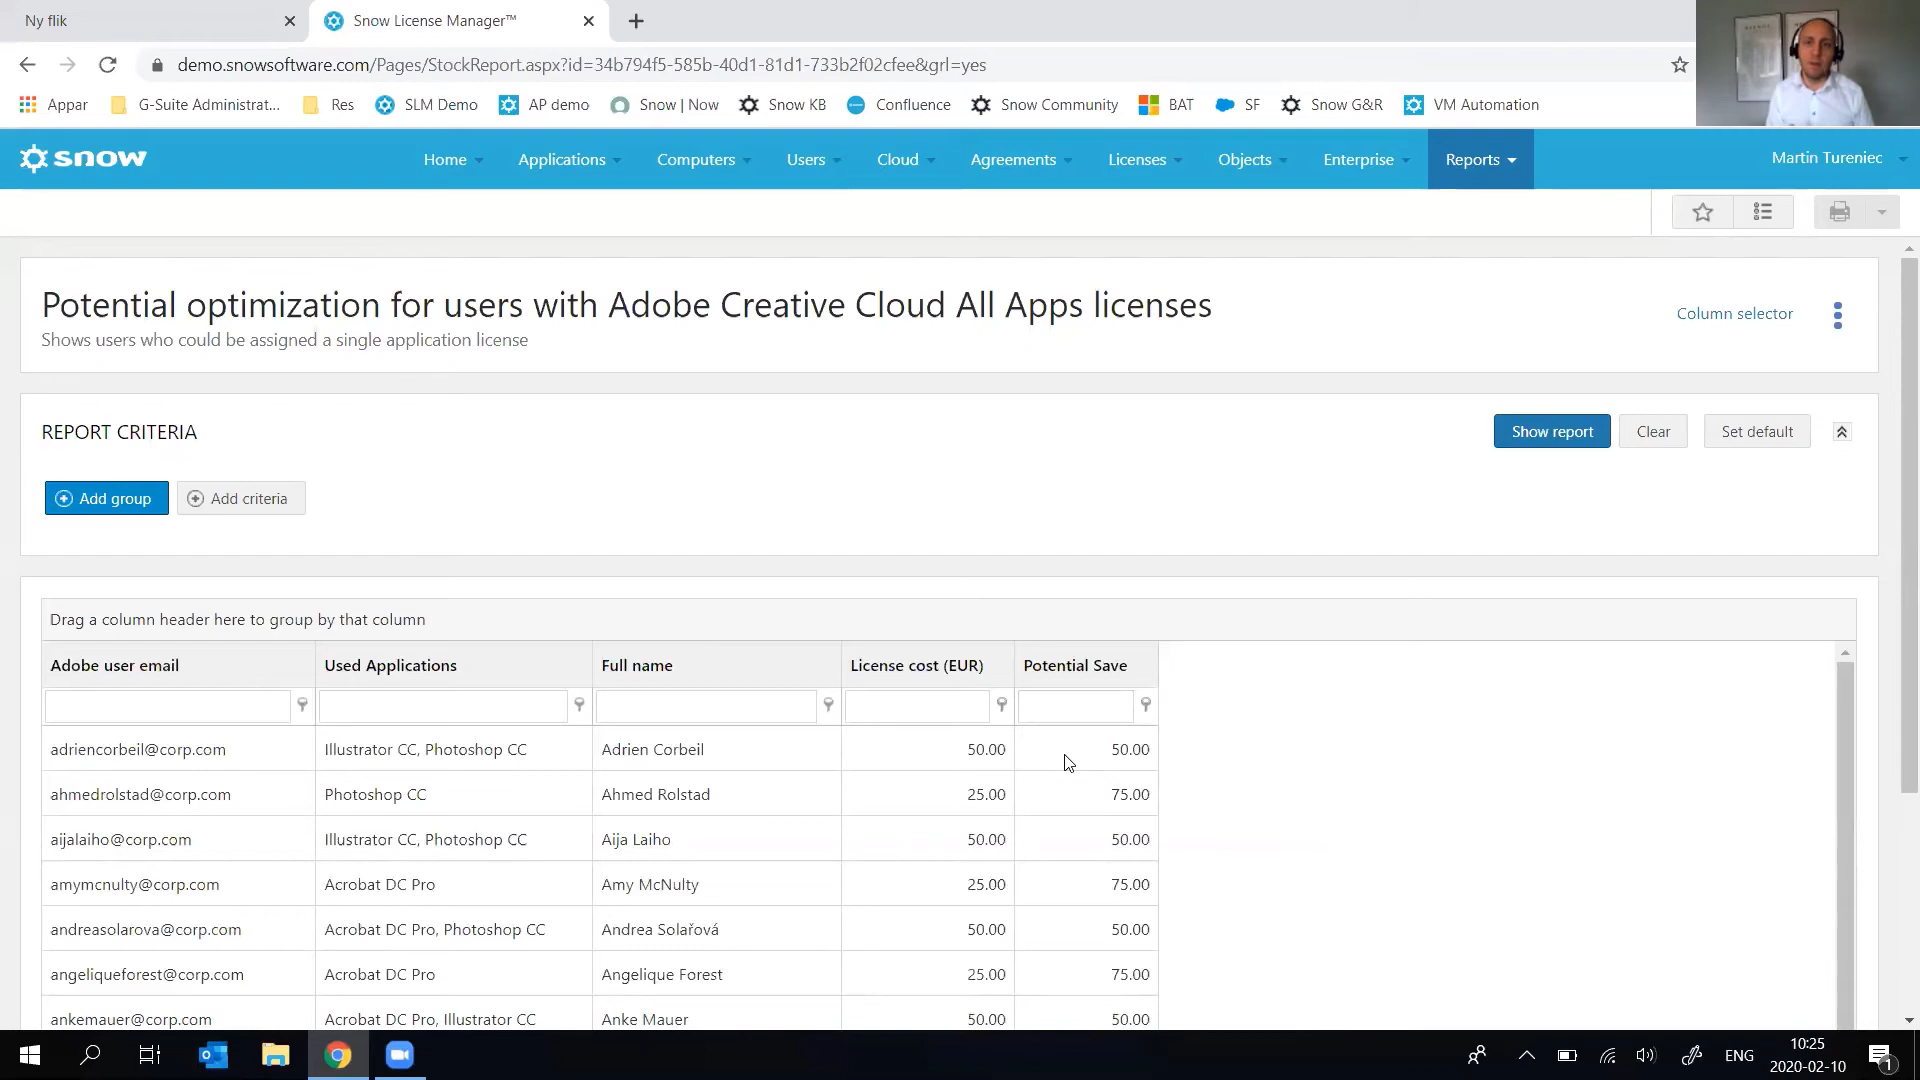 Ny flik
Snow License Manager™
demo.snowsoftware.com/Pages/StockReport.aspx?id=34b794f5-585b-40d1-81d1-733b2f02cfee&grl=yes
Appar G-Suite Administrat... Res SLM Demo AP demo Snow | Now Snow KB Confluence Snow Community BAT SF Snow G&R VM Automation
snow Home Applications Computers Users Cloud Agreements Licenses Objects Enterprise Reports Martin Tureniec
Potential optimization for users with Adobe Creative Cloud All Apps licenses
Shows users who could be assigned a single application license
Column selector
REPORT CRITERIA
Show report Clear Set default
Add group Add criteria
Drag a column header here to group by that column
Adobe user email Used Applications Full name License cost (EUR) Potential Save
adriencorbeil@corp.com Illustrator CC, Photoshop CC Adrien Corbeil 50.00 50.00
ahmedrolstad@corp.com Photoshop CC Ahmed Rolstad 25.00 75.00
aijalaiho@corp.com Illustrator CC, Photoshop CC Aija Laiho 50.00 50.00
amymcnulty@corp.com Acrobat DC Pro Amy McNulty 25.00 75.00
andreasolarova@corp.com Acrobat DC Pro, Photoshop CC Andrea Solařová 50.00 50.00
angeliqueforest@corp.com Acrobat DC Pro Angelique Forest 25.00 75.00
ankemauer@corp.com Acrobat DC Pro, Illustrator CC Anke Mauer 50.00 50.00
ENG
10:25
2020-02-10
1